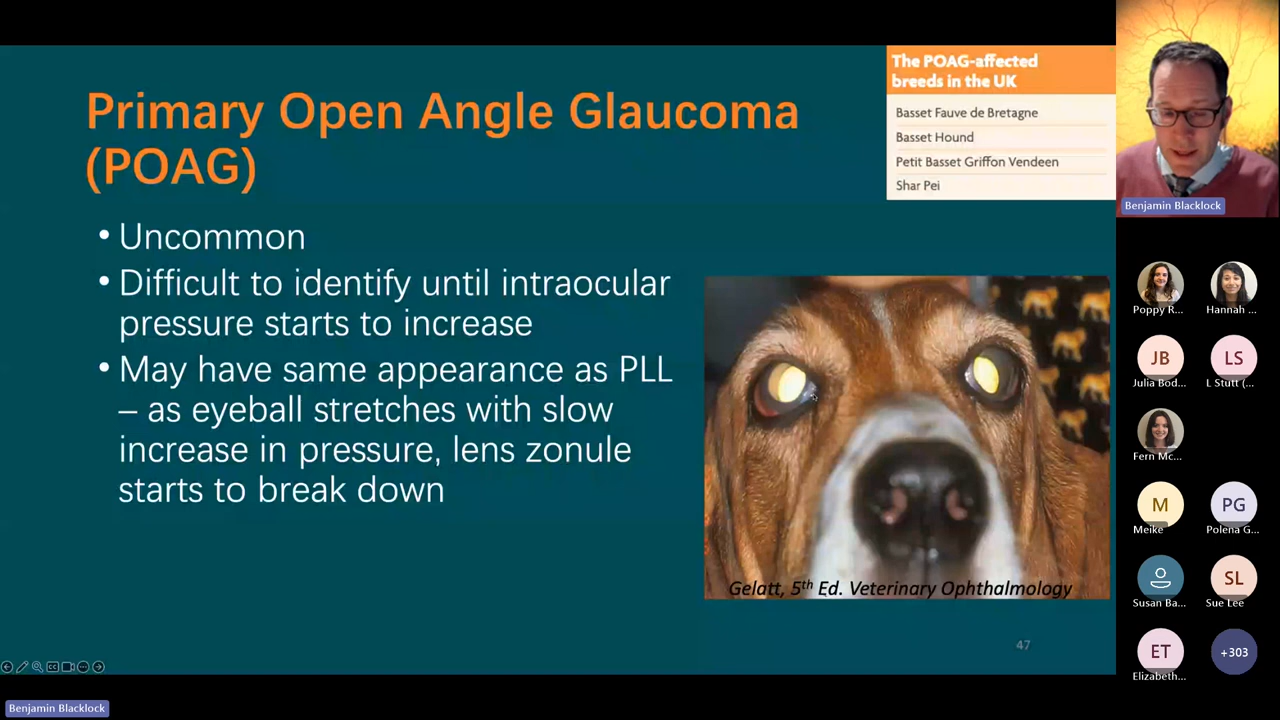 Primary Open Angle Glaucoma
(POAG)
• Uncommon
• Difficult to identify until intraocular
pressure starts to increase
• May have same appearance as PLL
– as eyeball stretches with slow
increase in pressure, lens zonule
starts to break down
The POAG-affected
breeds in the UK
Basset Fauve de Bretagne
Basset Hound
Petit Basset Griffon Vendeen
Shar Pei
Gelatt, 5th Ed. Veterinary Ophthalmology
47
Benjamin Blacklock
Poppy R...
Hannah ...
JB
Julia Bod...
LS
L Stutt (...
Fern Mc...
M
Meike
PG
Polena G...
Susan Ba...
SL
Sue Lee
ET
Elizabeth...
+303
CC
Benjamin Blacklock